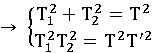 → { T₁² + T₂² = T²
T₁²T₂² = T²T'²